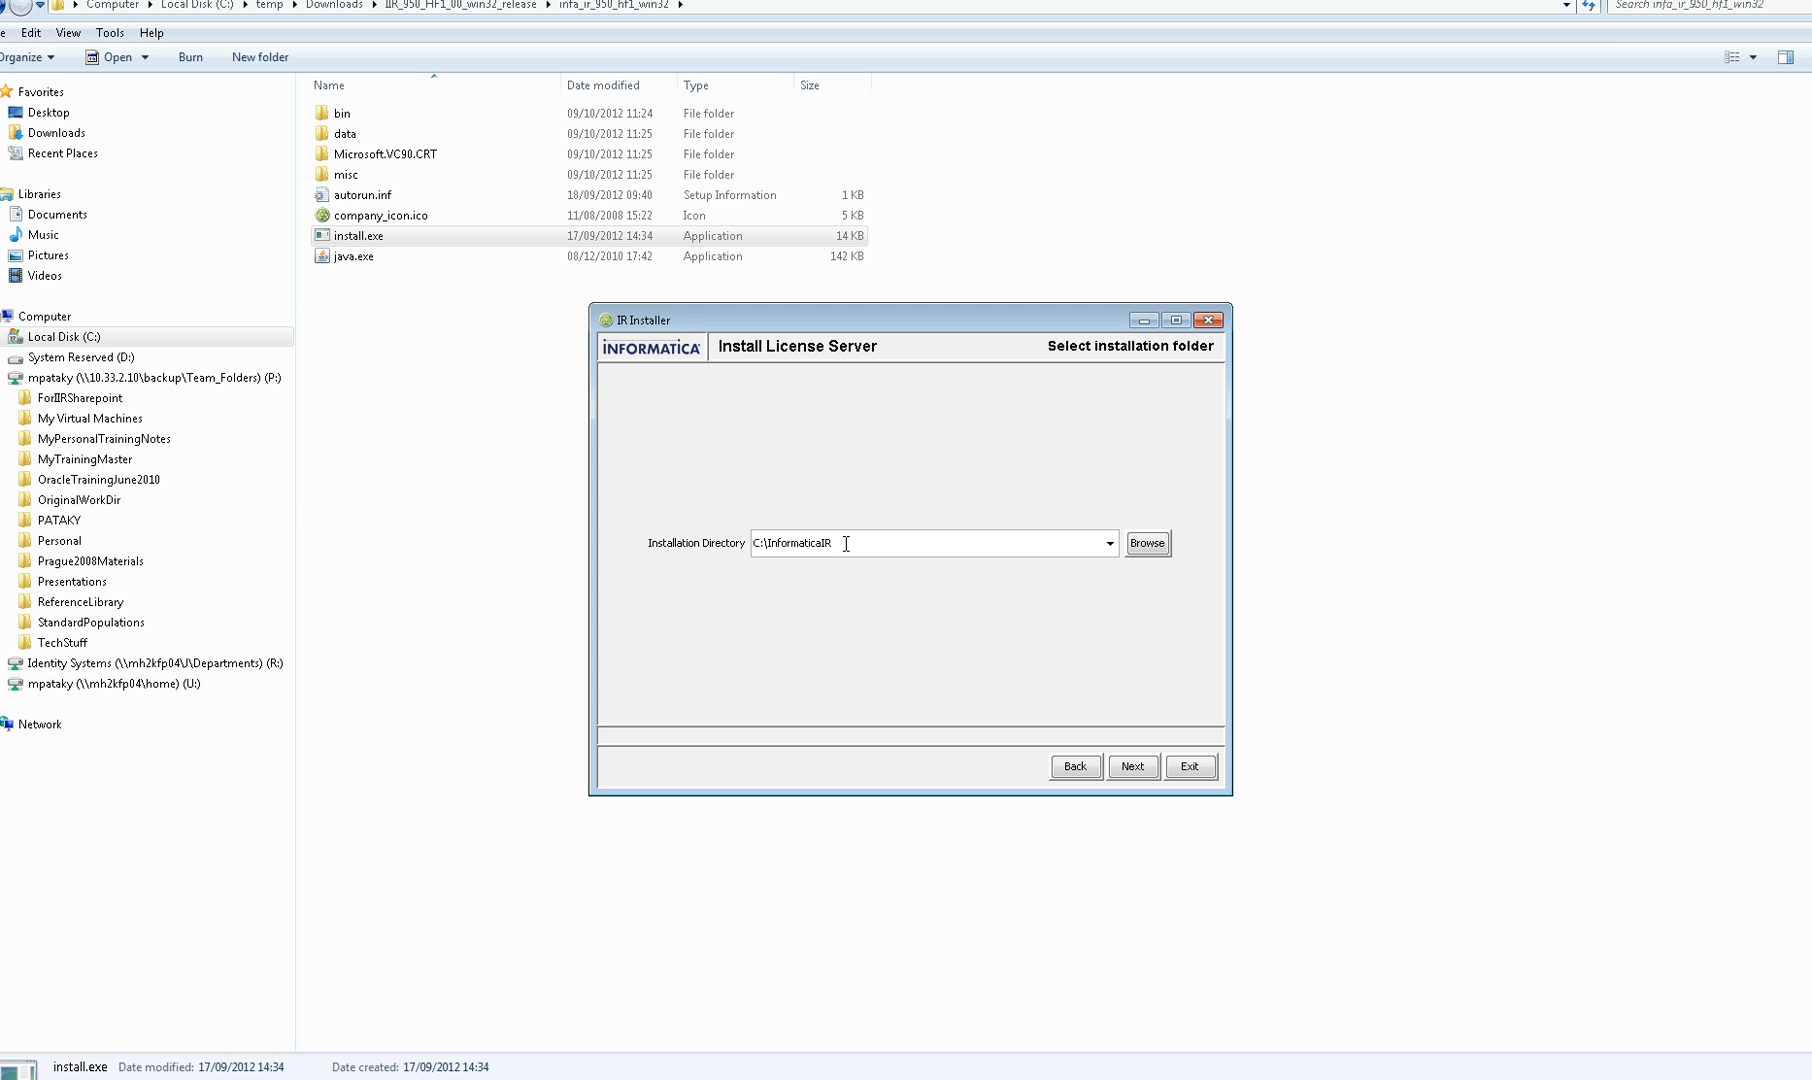 Computer Local Disk (C:) temp Downloads IIR_950_HF1_00_win32_release infa_ir_950_hf1_win32 Search infa_ir_950_hf1_win32
e Edit View Tools Help
Organize Open Burn New folder
Name Date modified Type Size
Favorites
Desktop
Downloads
Recent Places
Libraries
Documents
Music
Pictures
Videos
Computer
Local Disk (C:)
System Reserved (D:)
mpataky (\\10.33.2.10\backup\Team_Folders) (P:)
ForIIRSharepoint
My Virtual Machines
MyPersonalTrainingNotes
MyTrainingMaster
OracleTrainingJune2010
OriginalWorkDir
PATAKY
Personal
Prague2008Materials
Presentations
ReferenceLibrary
StandardPopulations
TechStuff
Identity Systems (\\mh2kfp04\J\Departments) (R:)
mpataky (\\mh2kfp04\home) (U:)
Network
bin 09/10/2012 11:24 File folder
data 09/10/2012 11:25 File folder
Microsoft.VC90.CRT 09/10/2012 11:25 File folder
misc 09/10/2012 11:25 File folder
autorun.inf 18/09/2012 09:40 Setup Information 1 KB
company_icon.ico 11/08/2008 15:22 Icon 5 KB
install.exe 17/09/2012 14:34 Application 14 KB
java.exe 08/12/2010 17:42 Application 142 KB
IR Installer
INFORMATICA Install License Server Select installation folder
Installation Directory C:\InformaticaIR Browse
Back Next Exit
install.exe Date modified: 17/09/2012 14:34 Date created: 17/09/2012 14:34